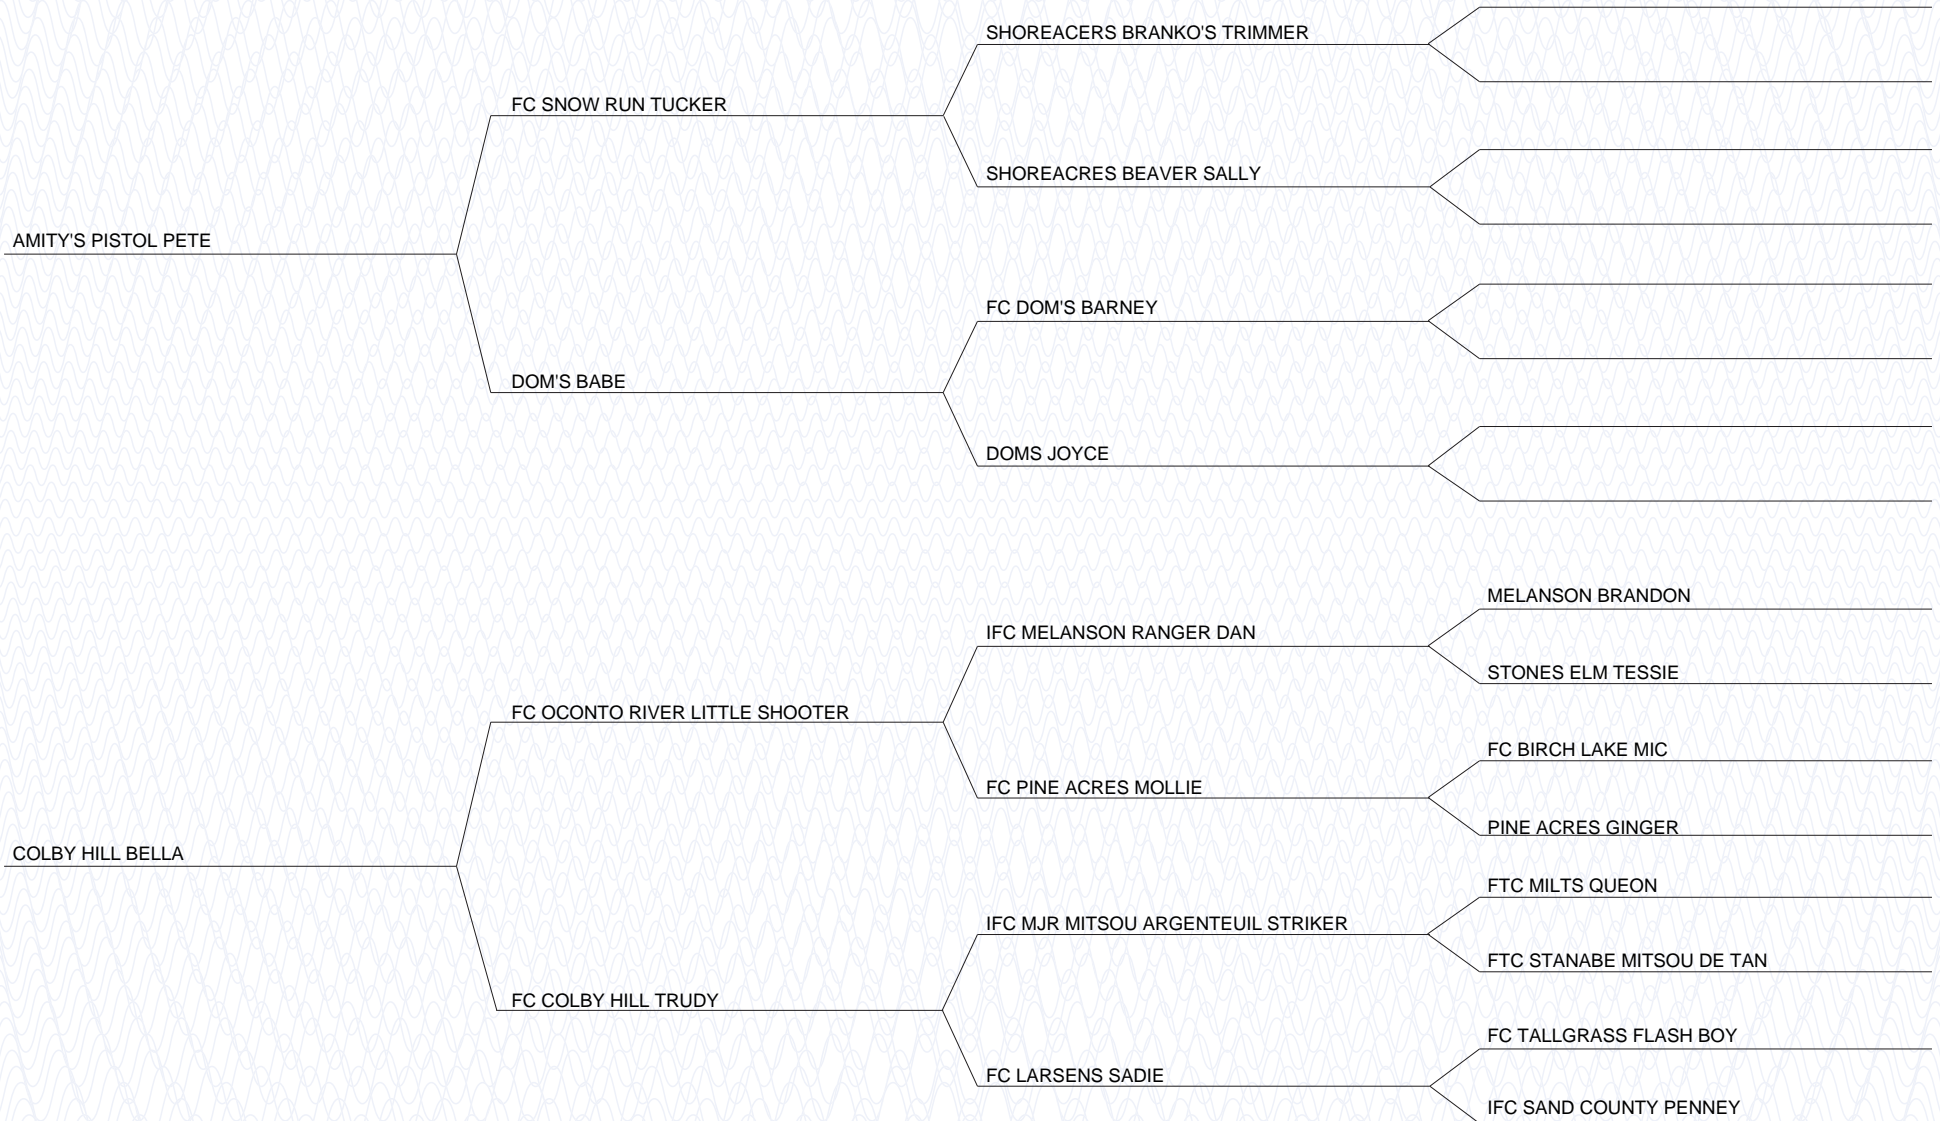 SHOREACERS BRANKO'S TRIMMER
FC SNOW RUN TUCKER
SHOREACRES BEAVER SALLY
AMITY'S PISTOL PETE
FC DOM'S BARNEY
DOM'S BABE
DOMS JOYCE
MELANSON BRANDON
IFC MELANSON RANGER DAN
STONES ELM TESSIE
FC OCONTO RIVER LITTLE SHOOTER
FC BIRCH LAKE MIC
FC PINE ACRES MOLLIE
PINE ACRES GINGER
COLBY HILL BELLA
FTC MILTS QUEON
IFC MJR MITSOU ARGENTEUIL STRIKER
FTC STANABE MITSOU DE TAN
FC COLBY HILL TRUDY
FC TALLGRASS FLASH BOY
FC LARSENS SADIE
IFC SAND COUNTY PENNEY